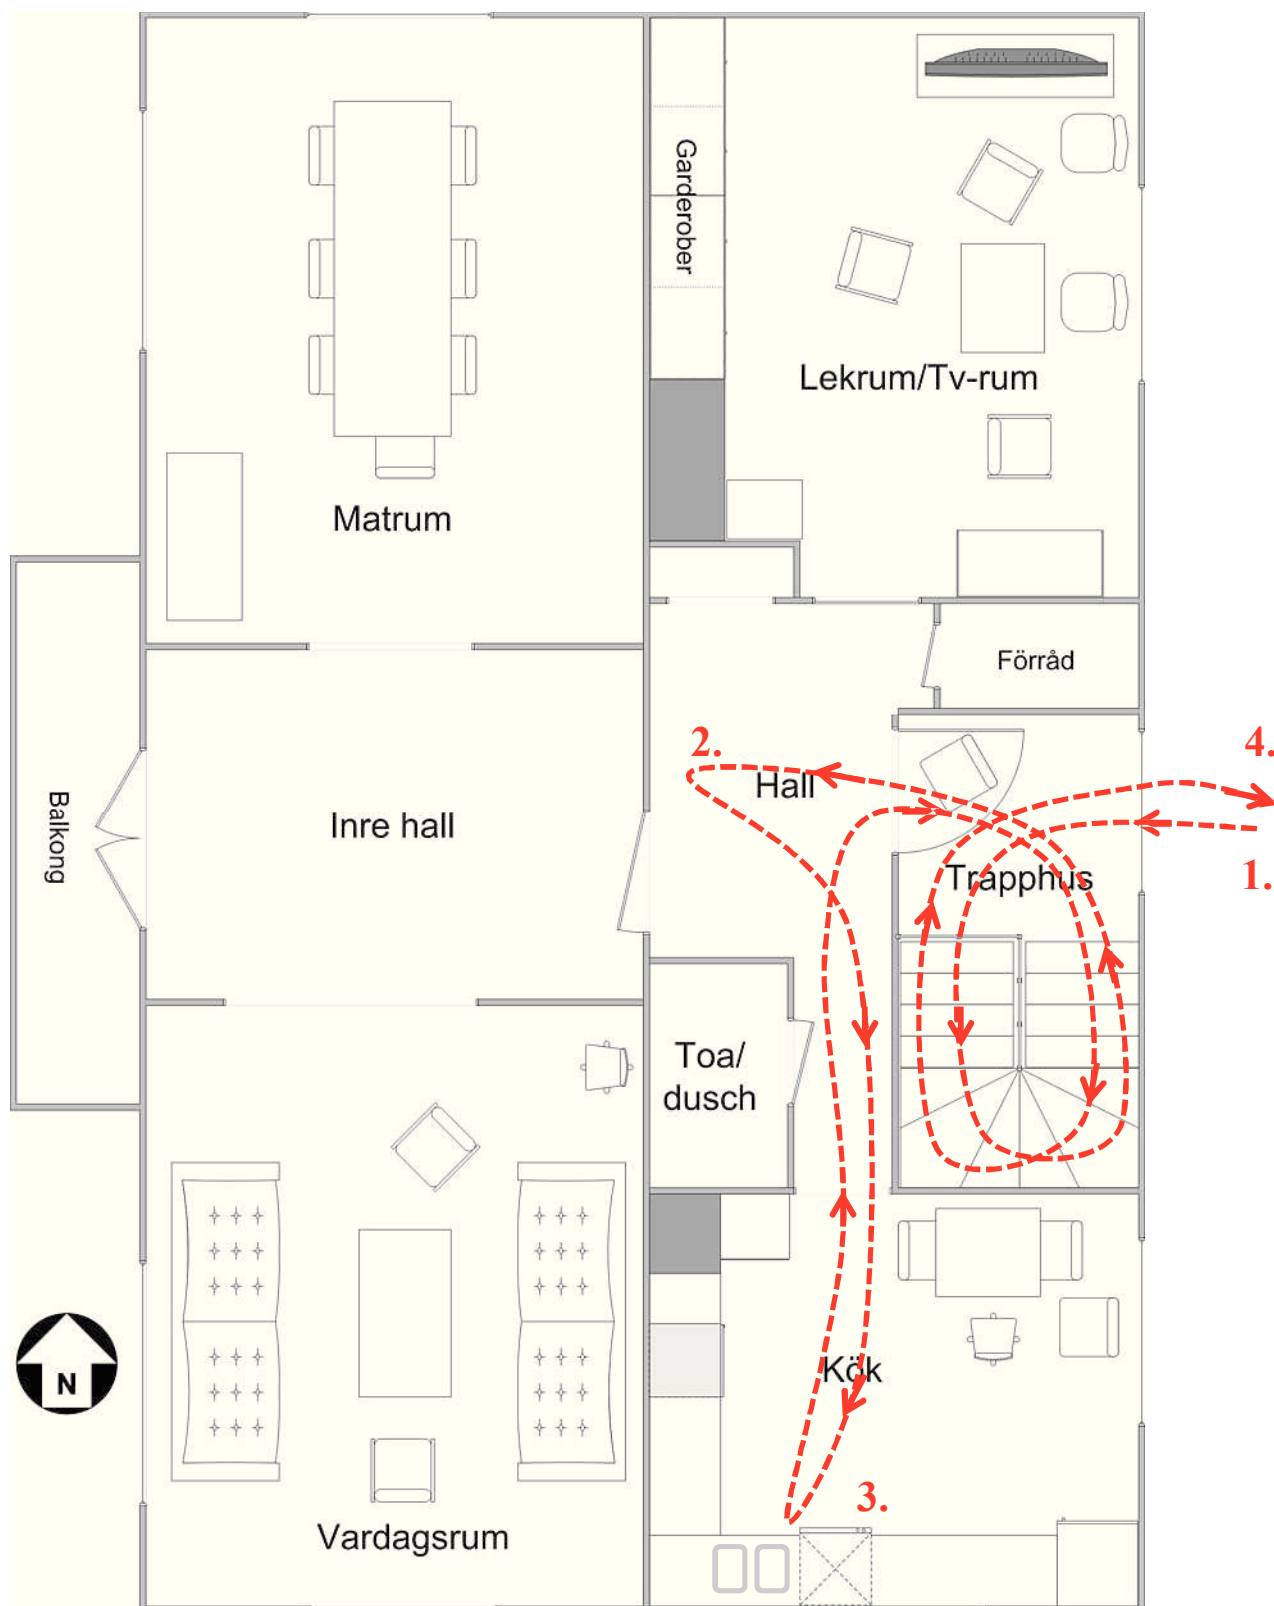 Garderober
Lekrum/Tv-rum
Matrum
Förråd
2.
4.
Hall
Balkong
Inre hall
1.
Trapphus
Toa/
dusch
Kök
N
3.
Vardagsrum